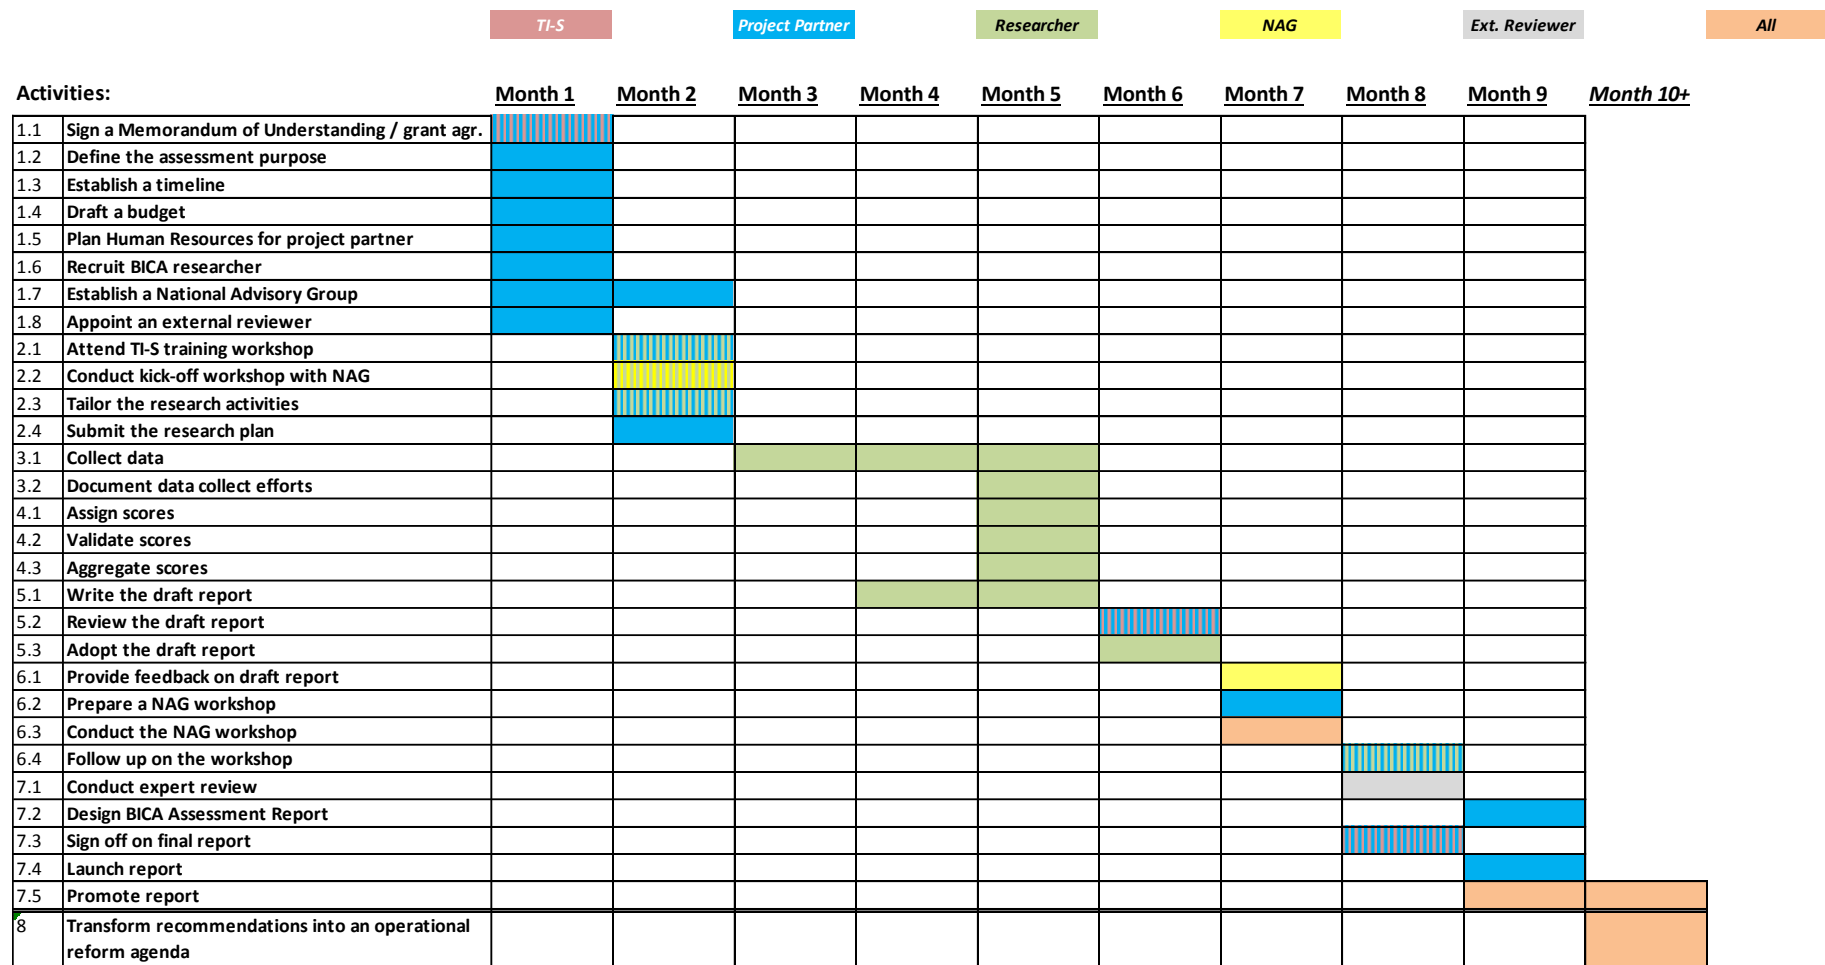 TI-S Project Partner Researcher NAG Ext. Reviewer All
Activities: Month 1 Month 2 Month 3 Month 4 Month 5 Month 6 Month 7 Month 8 Month 9 Month 10+
1.1 Sign a Memorandum of Understanding / grant agr.
1.2 Define the assessment purpose
1.3 Establish a timeline
1.4 Draft a budget
1.5 Plan Human Resources for project partner
1.6 Recruit BICA researcher
1.7 Establish a National Advisory Group
1.8 Appoint an external reviewer
2.1 Attend TI-S training workshop
2.2 Conduct kick-off workshop with NAG
2.3 Tailor the research activities
2.4 Submit the research plan
3.1 Collect data
3.2 Document data collect efforts
4.1 Assign scores
4.2 Validate scores
4.3 Aggregate scores
5.1 Write the draft report
5.2 Review the draft report
5.3 Adopt the draft report
6.1 Provide feedback on draft report
6.2 Prepare a NAG workshop
6.3 Conduct the NAG workshop
6.4 Follow up on the workshop
7.1 Conduct expert review
7.2 Design BICA Assessment Report
7.3 Sign off on final report
7.4 Launch report
7.5 Promote report
8 Transform recommendations into an operational
reform agenda